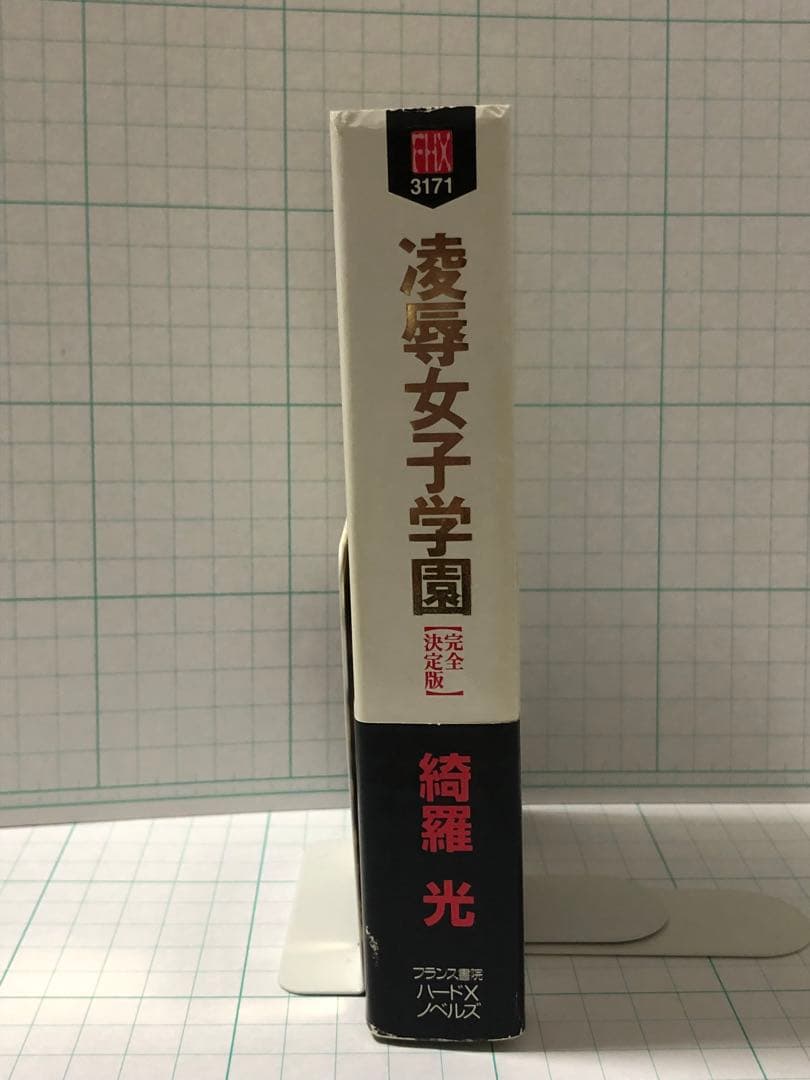 FHX
3171
凌辱女子学園
【完全
決定版】
綺羅 光
フランス書院
ハードX
ノベルズ